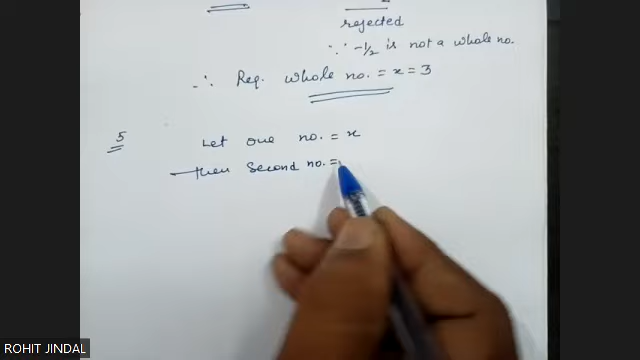 rejected
∵ -1/2 is not a whole no.
∴ Req. whole no. = x = 3
5
Let one no. = x
Then second no. =
ROHIT JINDAL